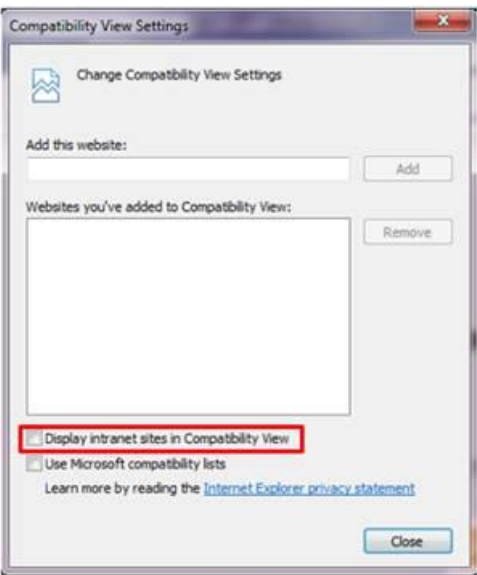 Compatibility View Settings
Change Compatibility View Settings
Add this website:
Add
Websites you've added to Compatibility View:
Remove
Display intranet sites in Compatibility View
Use Microsoft compatibility lists
Learn more by reading the Internet Explorer privacy statement
Close